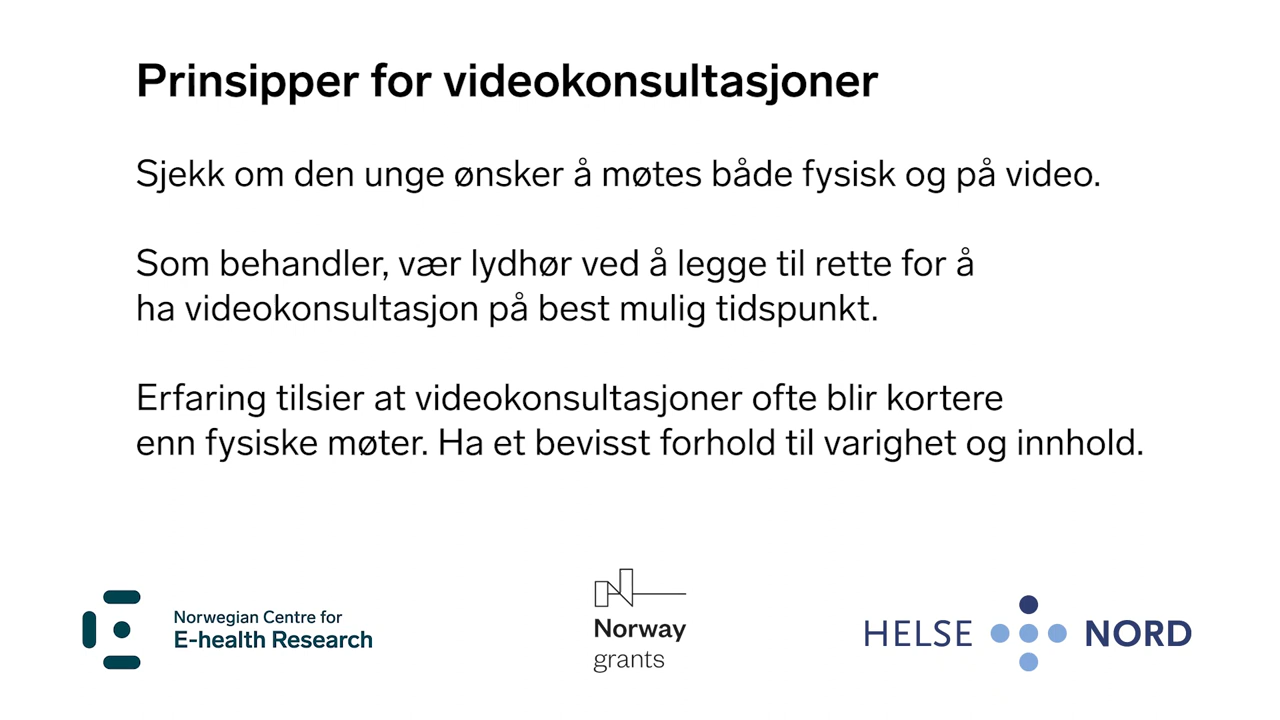 Prinsipper for videokonsultasjoner
Sjekk om den unge ønsker å møtes både fysisk og på video.
Som behandler, vær lydhør ved å legge til rette for å
ha videokonsultasjon på best mulig tidspunkt.
Erfaring tilsier at videokonsultasjoner ofte blir kortere
enn fysiske møter. Ha et bevisst forhold til varighet og innhold.
Norwegian Centre for
E-health Research
Norway
grants
HELSE NORD